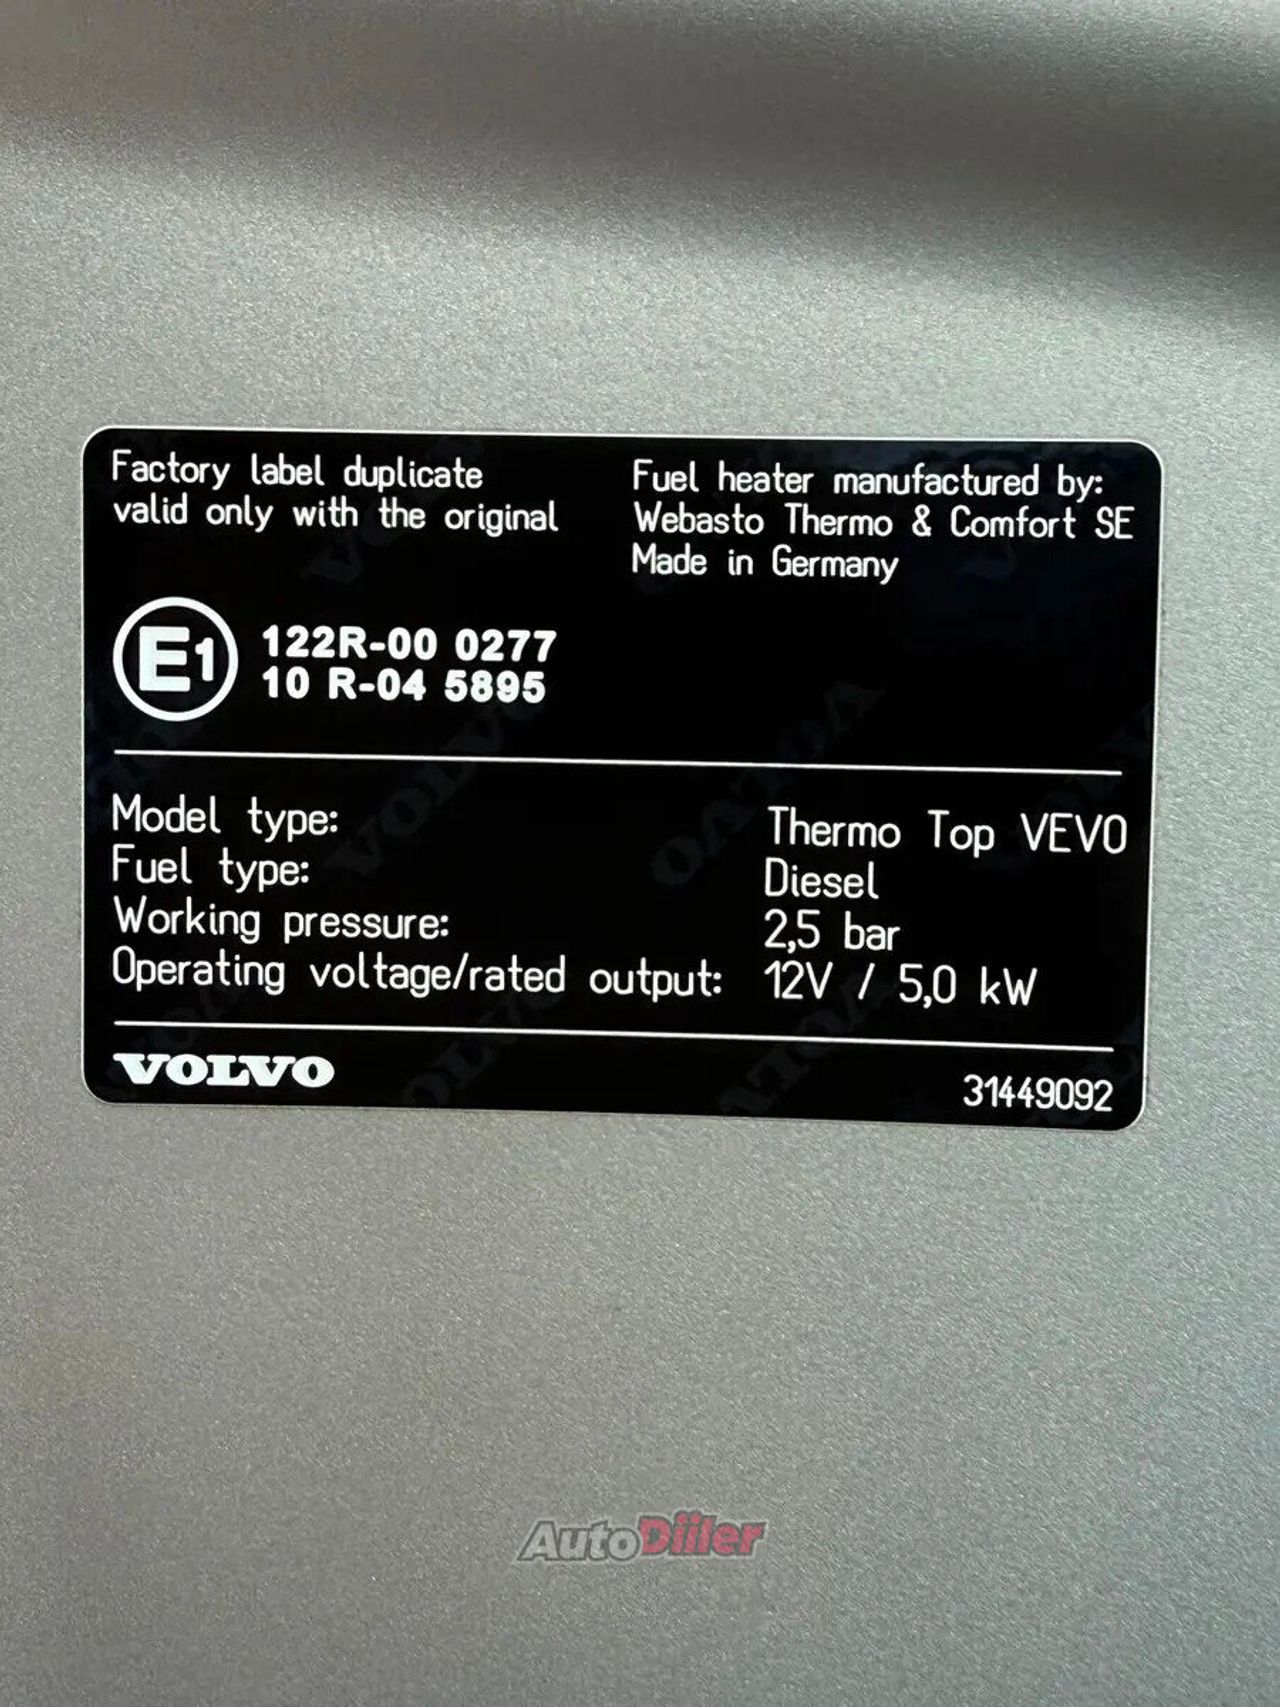 Factory label duplicate
valid only with the original
Fuel heater manufactured by:
Webasto Thermo & Comfort SE
Made in Germany
E1
122R-00 0277
10 R-04 5895
Model type: Thermo Top VEVO
Fuel type: Diesel
Working pressure: 2,5 bar
Operating voltage/rated output: 12V / 5,0 kW
VOLVO 31449092
AutoDiiler